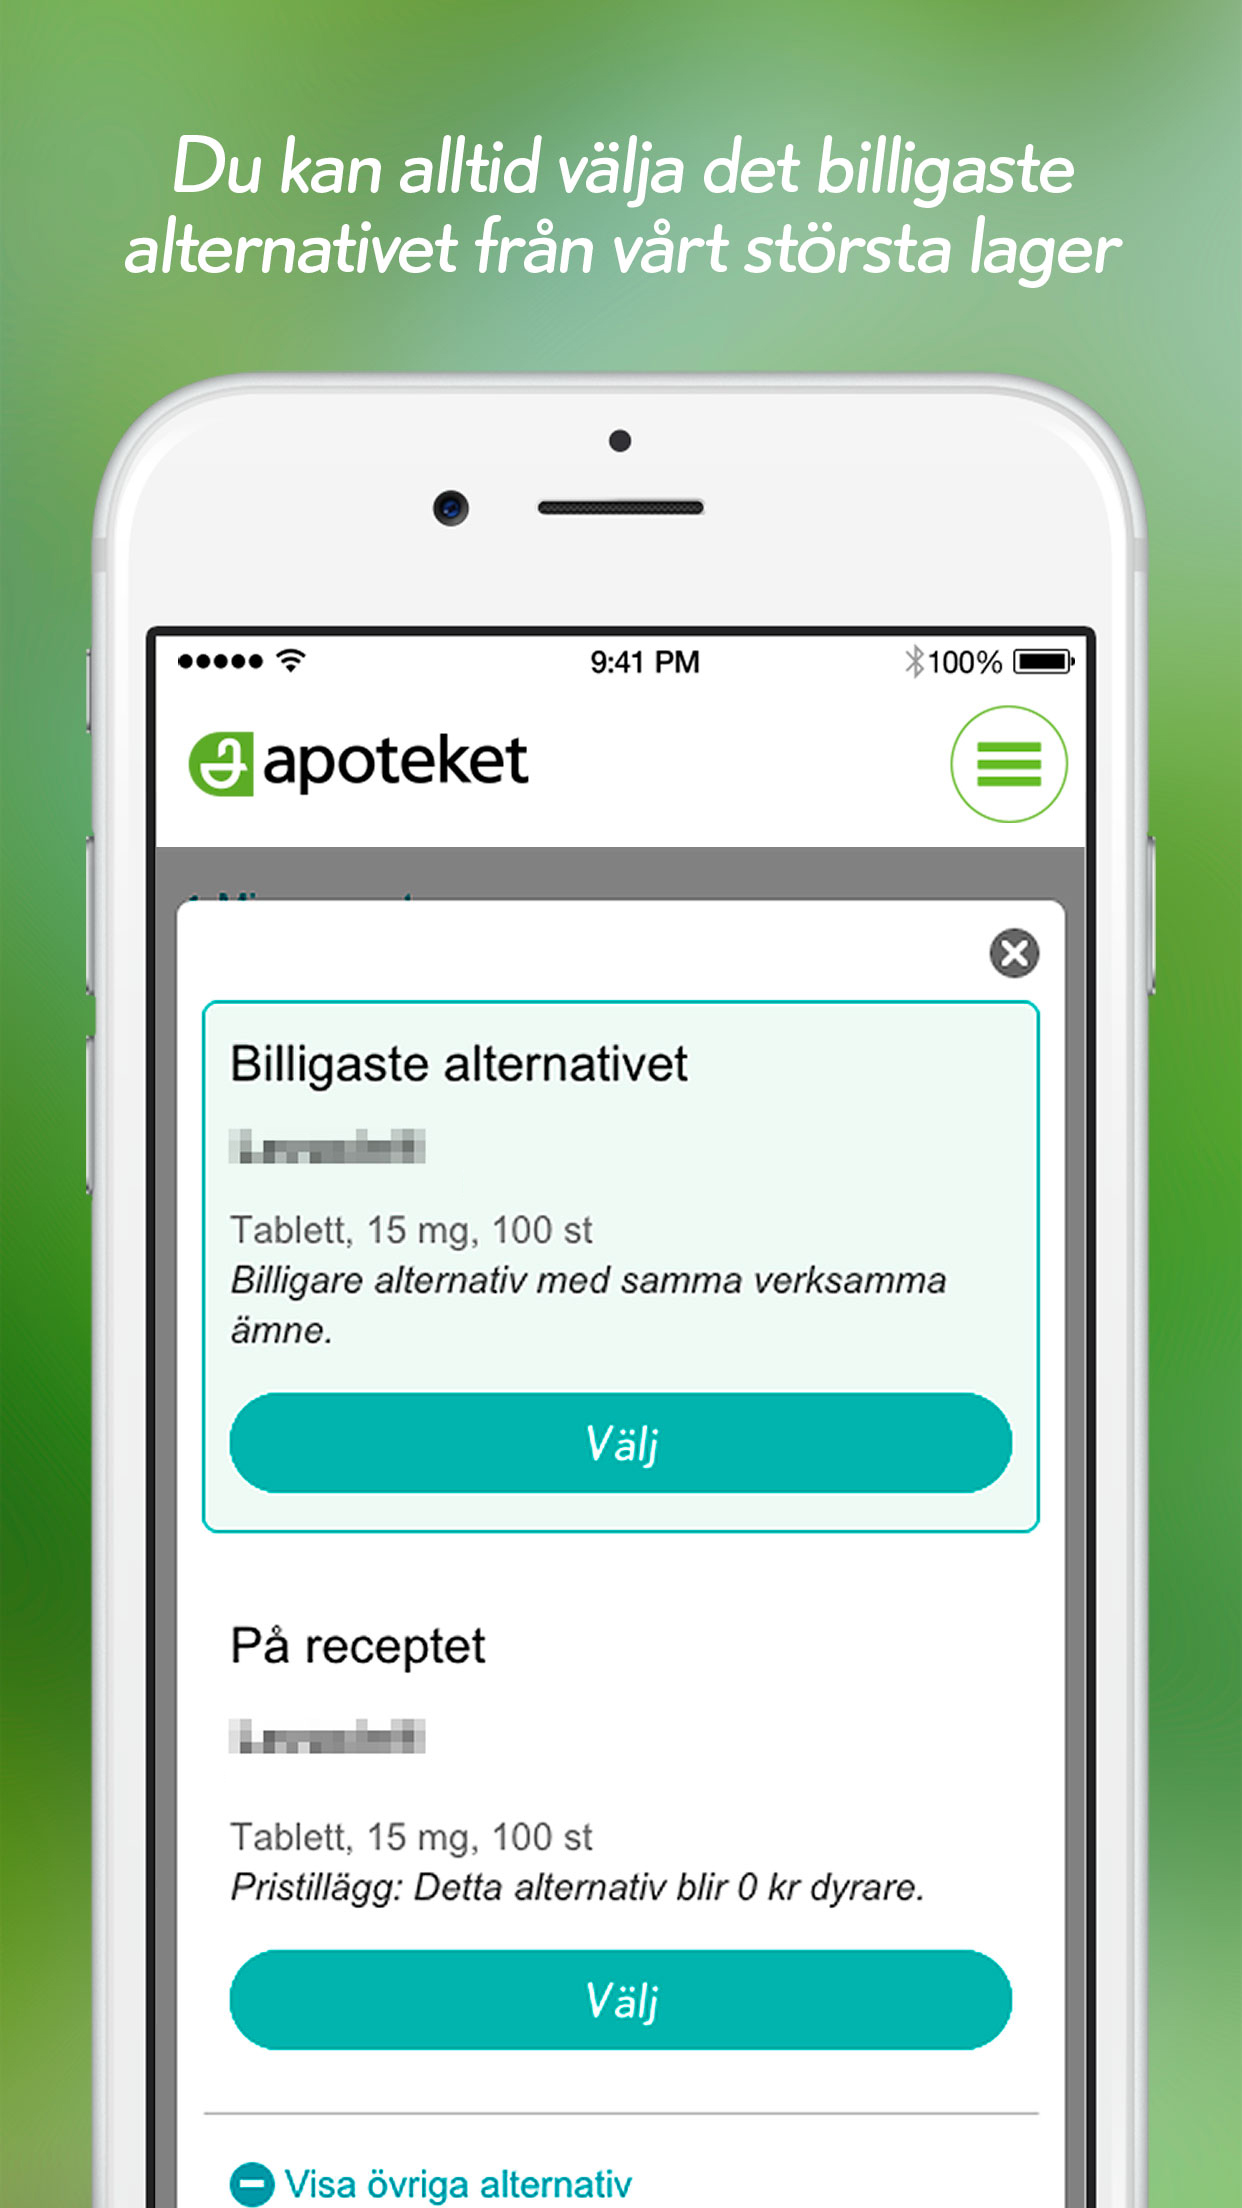 Du kan alltid välja det billigaste
alternativet från vårt största lager
9:41 PM
100%
apoteket
Billigaste alternativet
Tablett, 15 mg, 100 st
Billigare alternativ med samma verksamma
ämne.
Välj
På receptet
Tablett, 15 mg, 100 st
Pristillägg: Detta alternativ blir 0 kr dyrare.
Välj
Visa övriga alternativ